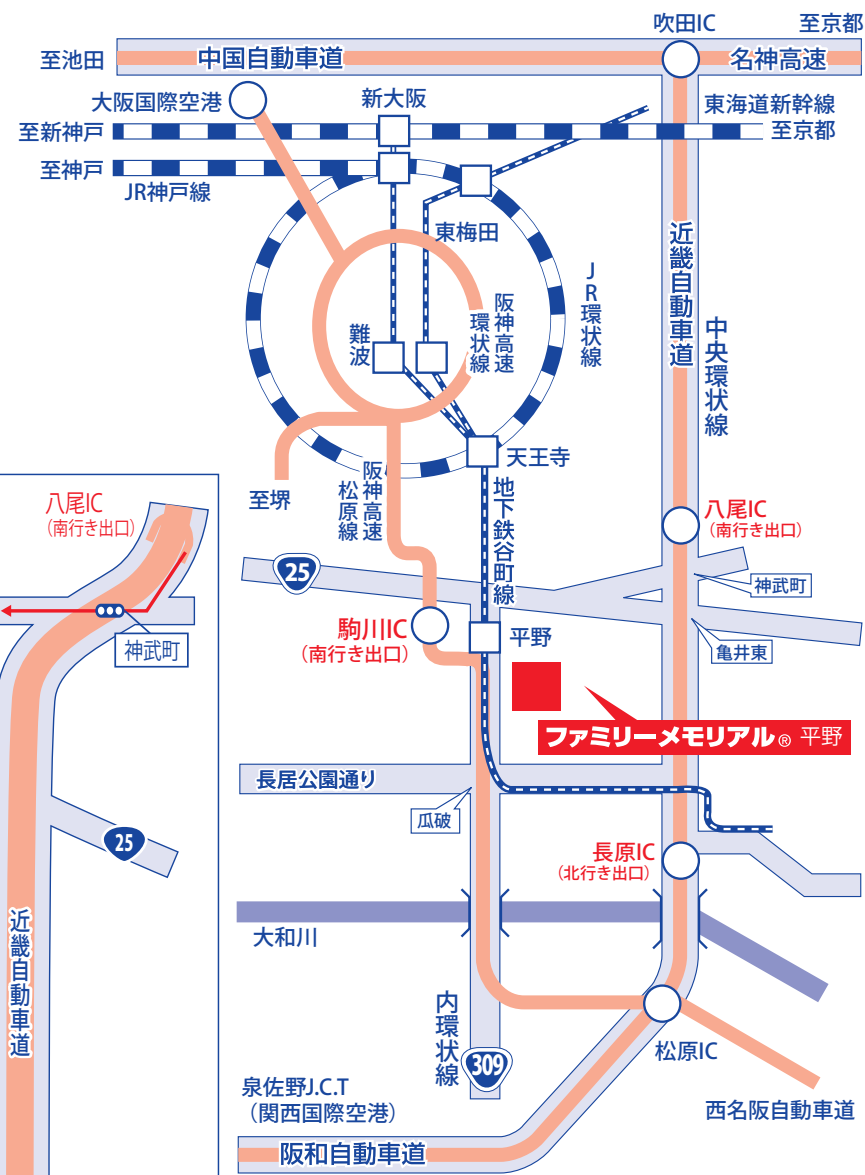 吹田IC
至京都
至池田
中国自動車道
名神高速
大阪国際空港
新大阪
東海道新幹線
至新神戸
至京都
至神戸
JR神戸線
東梅田
近畿自動車道
JR環状線
阪神高速
環状線
中央環状線
難波
天王寺
至堺
阪神高速
松原線
地下鉄谷町線
八尾IC
(南行き出口)
25
神武町
駒川IC
(南行き出口)
平野
亀井東
ファミリーメモリアル® 平野
長居公園通り
瓜破
長原IC
(北行き出口)
大和川
内環状線
309
松原IC
泉佐野J.C.T
(関西国際空港)
西名阪自動車道
阪和自動車道
八尾IC
(南行き出口)
神武町
25
近畿自動車道